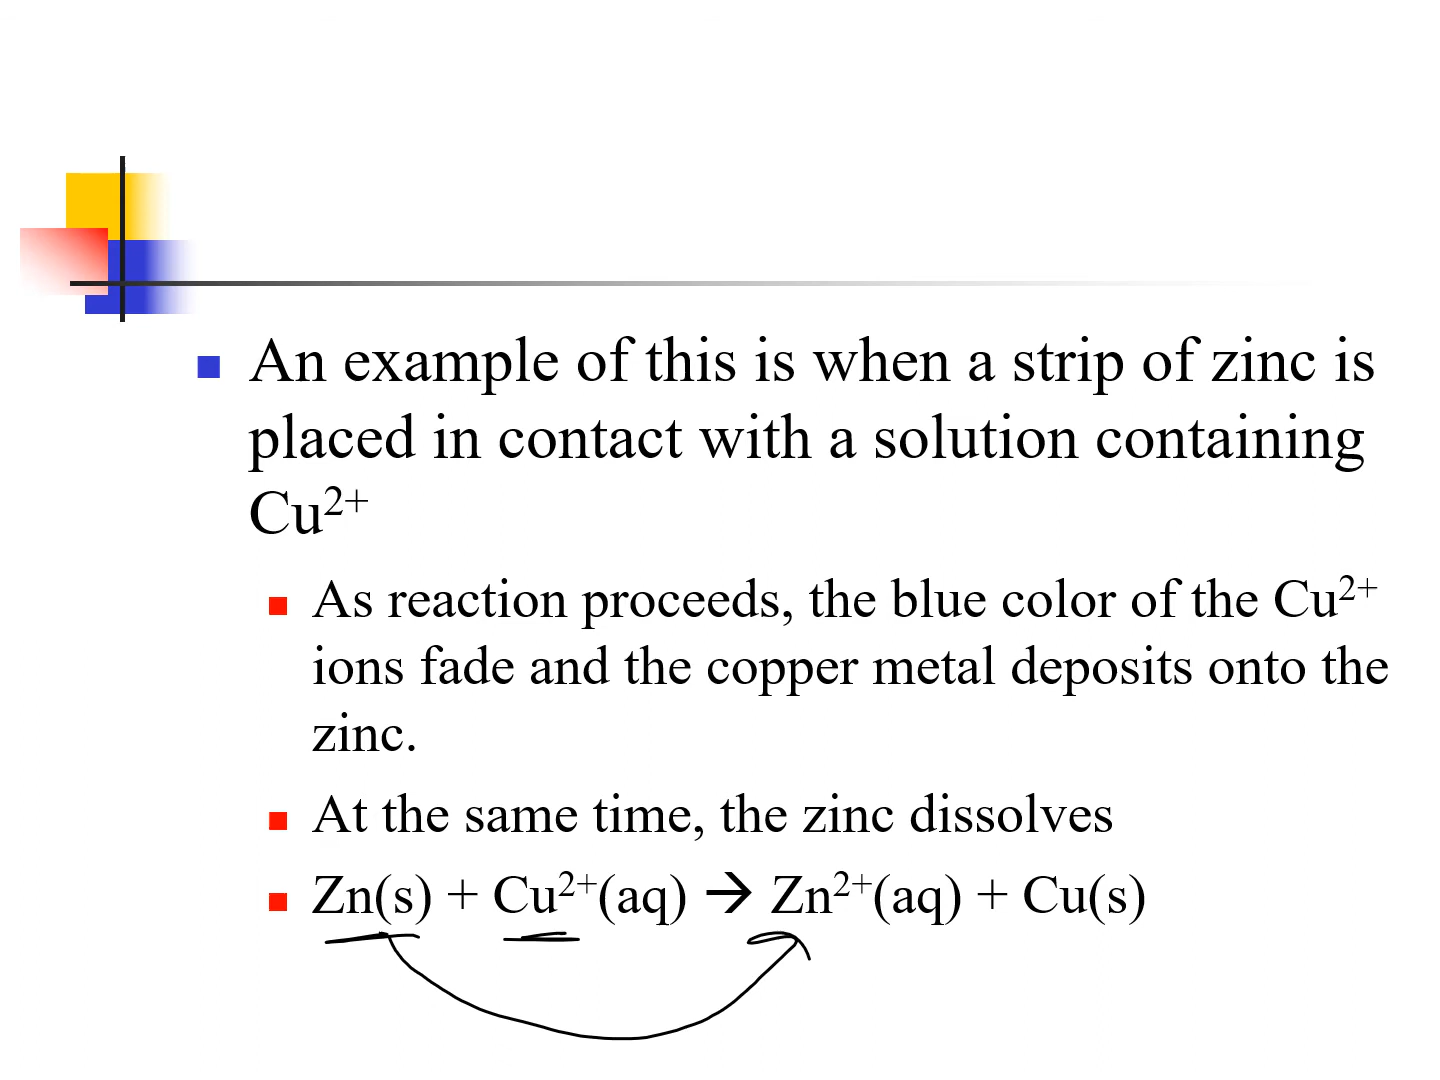 An example of this is when a strip of zinc is
placed in contact with a solution containing
Cu²⁺
As reaction proceeds, the blue color of the Cu²⁺
ions fade and the copper metal deposits onto the
zinc.
At the same time, the zinc dissolves
Zn(s) + Cu²⁺(aq) → Zn²⁺(aq) + Cu(s)